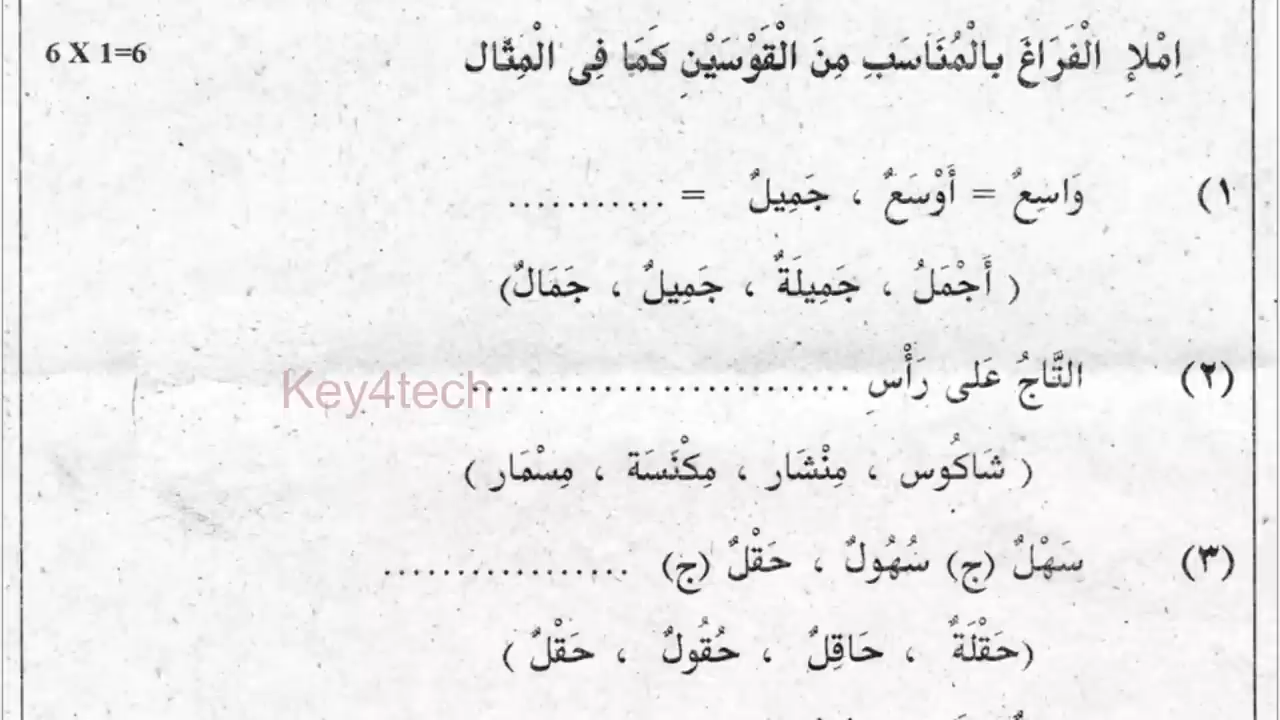 اِمْلإِ الْفَرَاغَ بِالْمُنَاسَبِ مِنَ الْقَوْسَيْنِ كَمَا فِى الْمِثَال 6 X 1=6
١) وَاسِعٌ = أَوْسَعٌ ، جَمِيلٌ = ...........
( أَجْمَلُ ، جَمِيلَةٌ ، جَمِيلٌ ، جَمَالٌ)
(٢) التَّاجُ عَلى رَأْسِ .........................
Key4tech
( شَاكُوس ، مِنْشَار ، مِكْنَسَة ، مِسْمَار )
(٣) سَهْلٌ (ج) سُهُولٌ ، حَقْلٌ (ج) .................
(حَقْلَةٌ ، حَاقِلٌ ، حُقُولٌ ، حَقْلٌ )